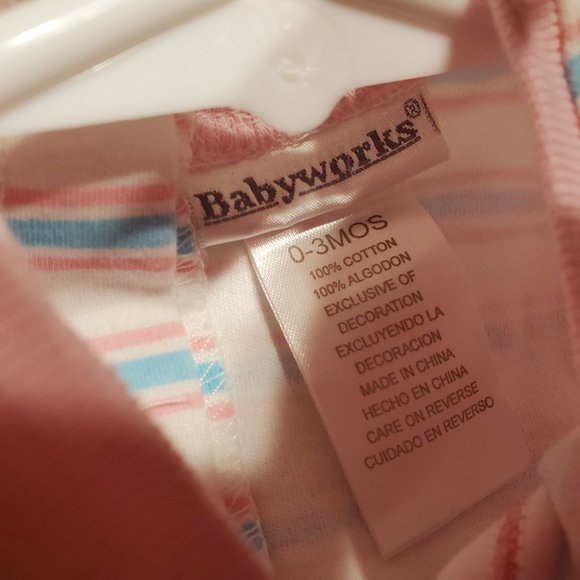 Babyworks®
0-3MOS
100% COTTON
100% ALGODON
EXCLUSIVE OF
DECORATION
EXCLUYENDO LA
DECORACION
MADE IN CHINA
HECHO EN CHINA
CARE ON REVERSE
CUIDADO EN REVERSO